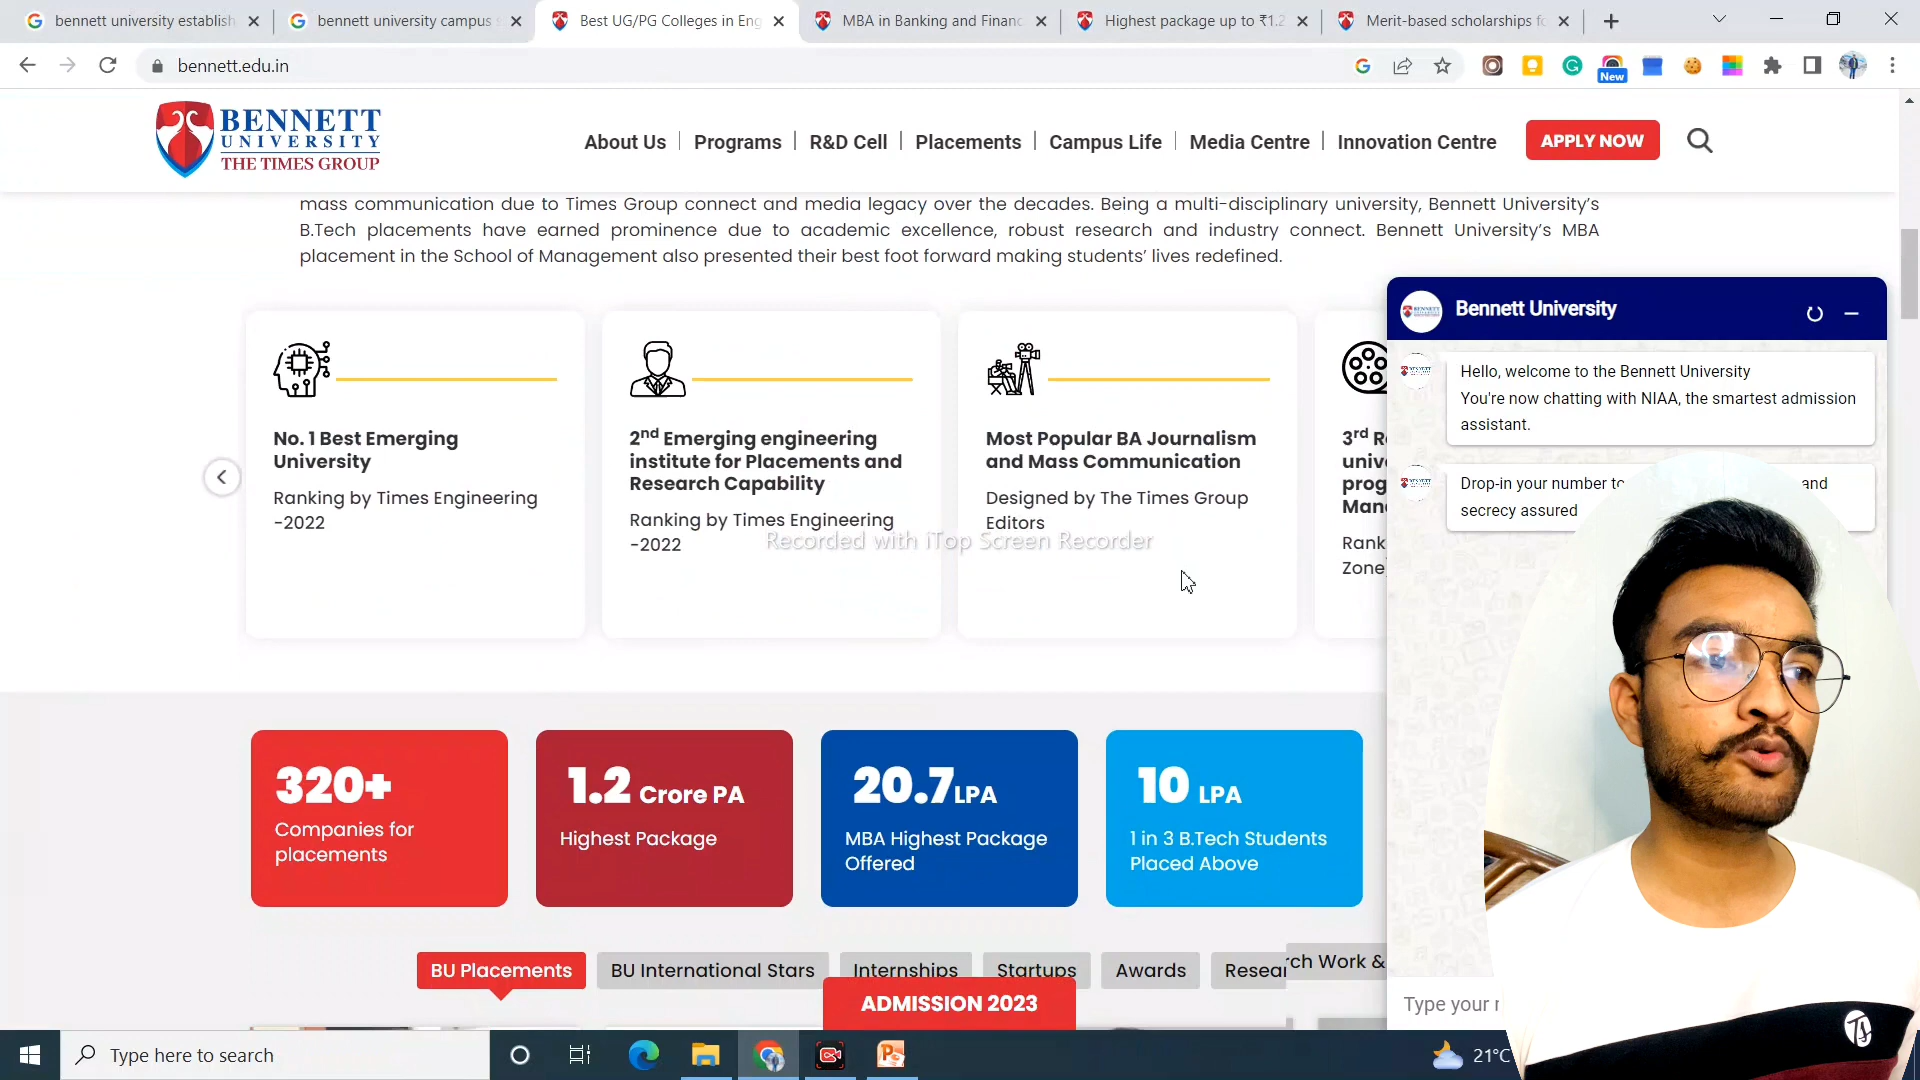 bennett university establish
bennett university campus s
Best UG/PG Colleges in Eng
MBA in Banking and Financ
Highest package up to ₹1.2
Merit-based scholarships fo
bennett.edu.in
New
BENNETT
UNIVERSITY
THE TIMES GROUP
About Us
Programs
R&D Cell
Placements
Campus Life
Media Centre
Innovation Centre
APPLY NOW
mass communication due to Times Group connect and media legacy over the decades. Being a multi-disciplinary university, Bennett University’s
B.Tech placements have earned prominence due to academic excellence, robust research and industry connect. Bennett University’s MBA
placement in the School of Management also presented their best foot forward making students’ lives redefined.
No. 1 Best Emerging
University
Ranking by Times Engineering
-2022
2nd Emerging engineering
institute for Placements and
Research Capability
Ranking by Times Engineering
-2022
Most Popular BA Journalism
and Mass Communication
Designed by The Times Group
Editors
3rd R
univ
prog
Man
Rank
Zone
Recorded with iTop Screen Recorder
Bennett University
Hello, welcome to the Bennett University
You're now chatting with NIAA, the smartest admission
assistant.
Drop-in your number to
and
secrecy assured
Type your
320+
Companies for
placements
1.2 Crore PA
Highest Package
20.7LPA
MBA Highest Package
Offered
10 LPA
1 in 3 B.Tech Students
Placed Above
BU Placements
BU International Stars
Internships
Startups
Awards
Resear
rch Work &
ADMISSION 2023
Type here to search
21°C